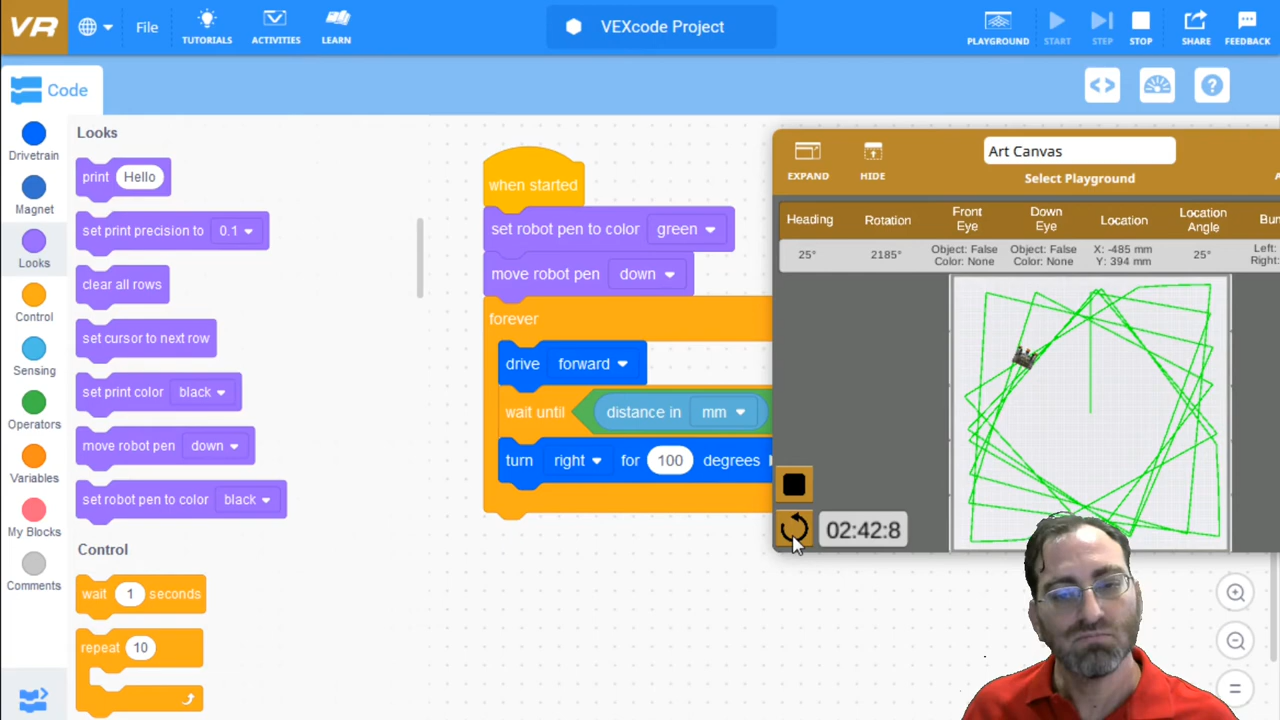 VR
File
TUTORIALS
ACTIVITIES
LEARN
VEXcode Project
PLAYGROUND
START
STEP
STOP
SHARE
FEEDBACK
Code
Drivetrain
Magnet
Looks
Control
Sensing
Operators
Variables
My Blocks
Comments
Looks
print Hello
set print precision to 0.1
clear all rows
set cursor to next row
set print color black
move robot pen down
set robot pen to color black
Control
wait 1 seconds
repeat 10
when started
set robot pen to color green
move robot pen down
forever
drive forward
wait until distance in mm
turn right for 100 degrees
EXPAND
HIDE
Art Canvas
Select Playground
Heading
Rotation
Front Eye
Down Eye
Location
Location Angle
25°
2185°
Object: False
Color: None
Object: False
Color: None
X: -485 mm
Y: 394 mm
25°
Left:
Right:
02:42:8